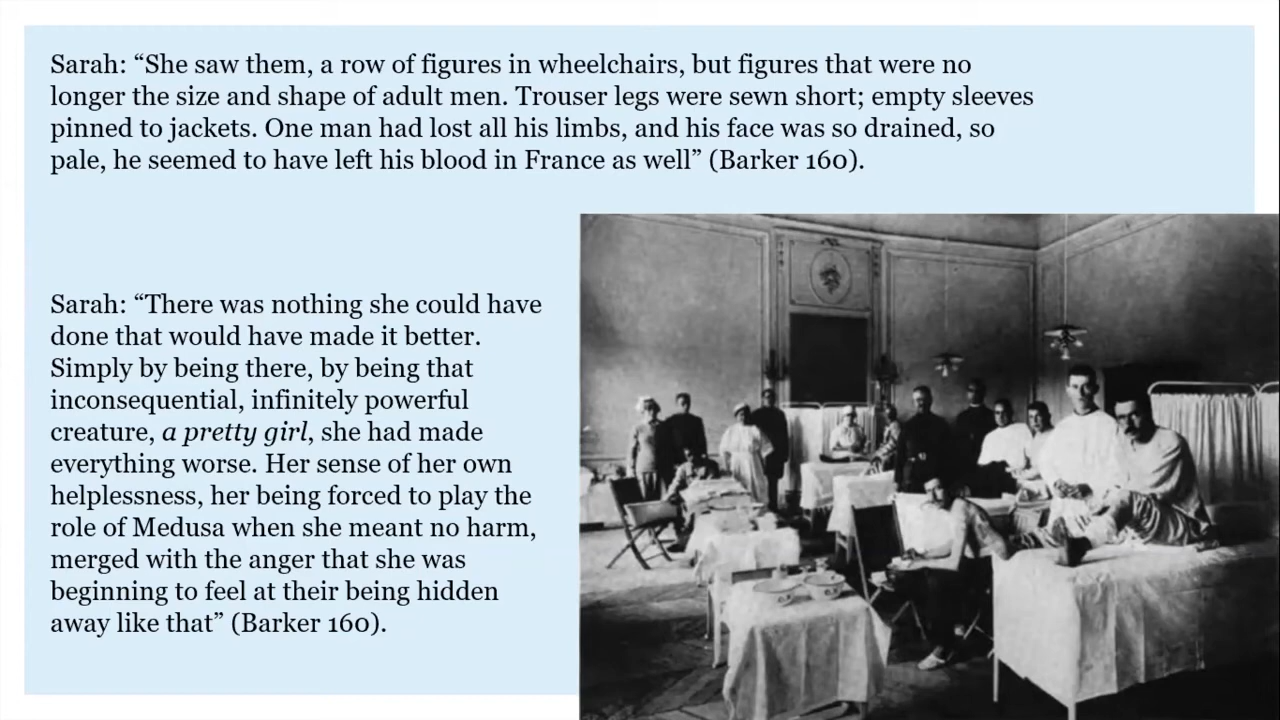 Sarah: “She saw them, a row of figures in wheelchairs, but figures that were no
longer the size and shape of adult men. Trouser legs were sewn short; empty sleeves
pinned to jackets. One man had lost all his limbs, and his face was so drained, so
pale, he seemed to have left his blood in France as well” (Barker 160).
Sarah: “There was nothing she could have
done that would have made it better.
Simply by being there, by being that
inconsequential, infinitely powerful
creature, a pretty girl, she had made
everything worse. Her sense of her own
helplessness, her being forced to play the
role of Medusa when she meant no harm,
merged with the anger that she was
beginning to feel at their being hidden
away like that” (Barker 160).